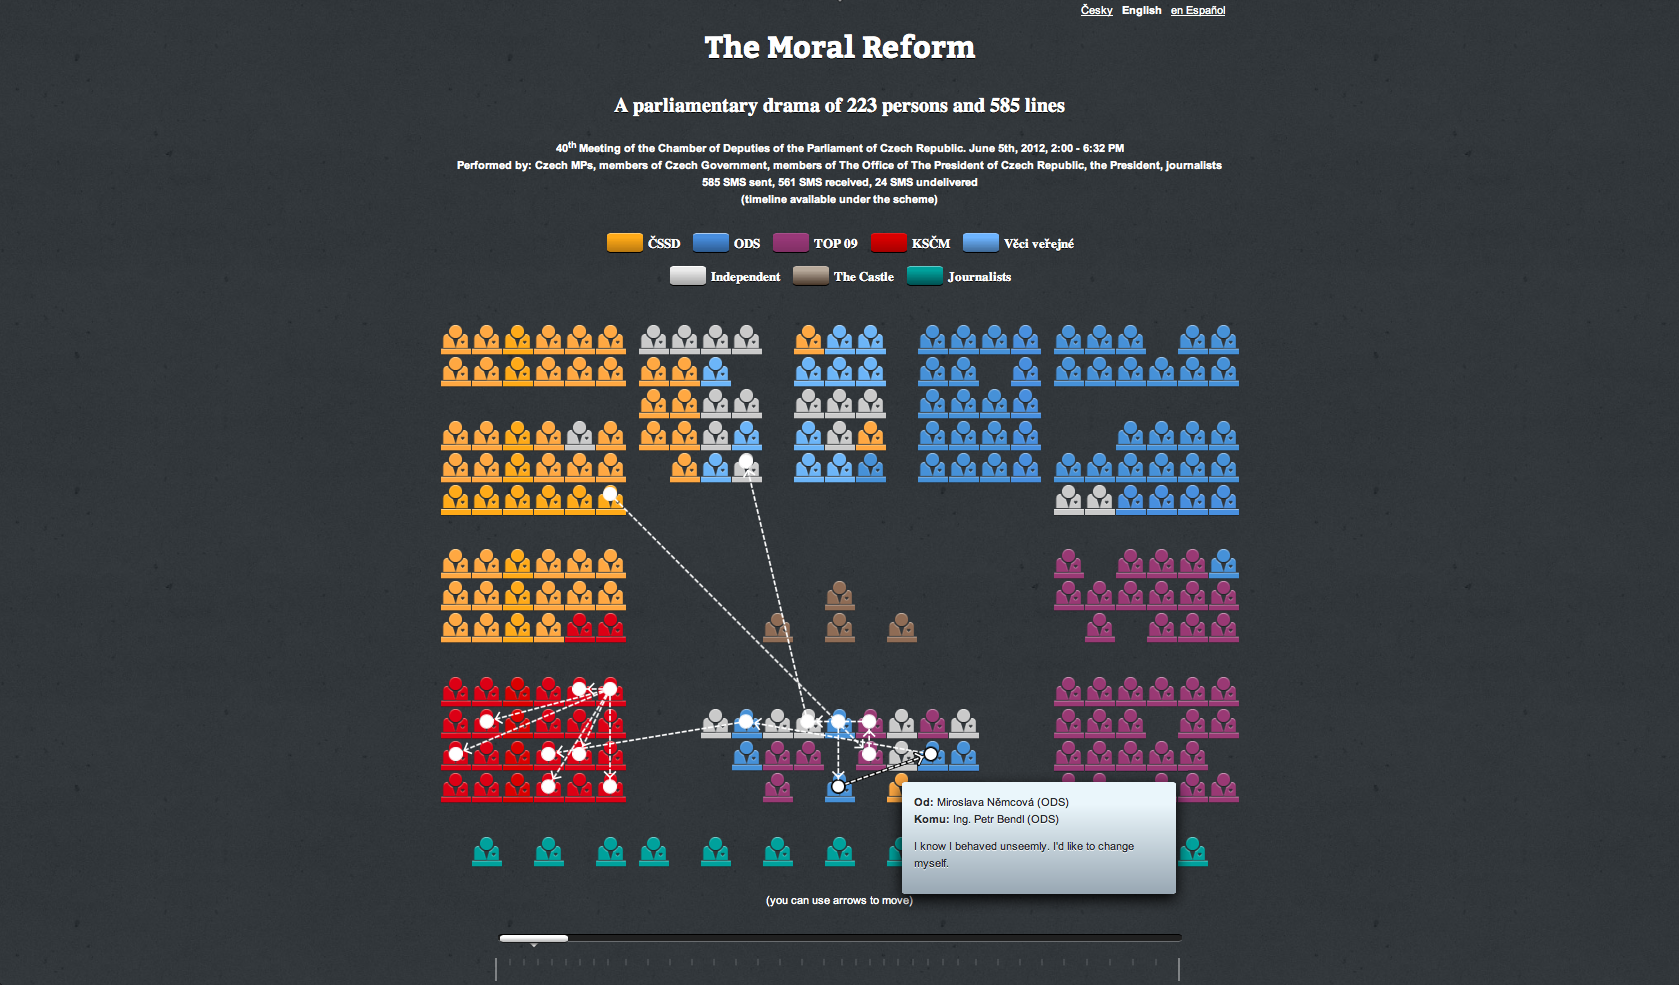 Česky English en Español
The Moral Reform
A parliamentary drama of 223 persons and 585 lines
40th Meeting of the Chamber of Deputies of the Parliament of Czech Republic. June 5th, 2012, 2:00 - 6:32 PM
Performed by: Czech MPs, members of Czech Government, members of The Office of The President of Czech Republic, the President, journalists
585 SMS sent, 561 SMS received, 24 SMS undelivered
(timeline available under the scheme)
ČSSD ODS TOP 09 KSČM Věci veřejné
Independent The Castle Journalists
Od: Miroslava Němcová (ODS)
Komu: Ing. Petr Bendl (ODS)
I know I behaved unseemly. I'd like to change
myself.
(you can use arrows to move)